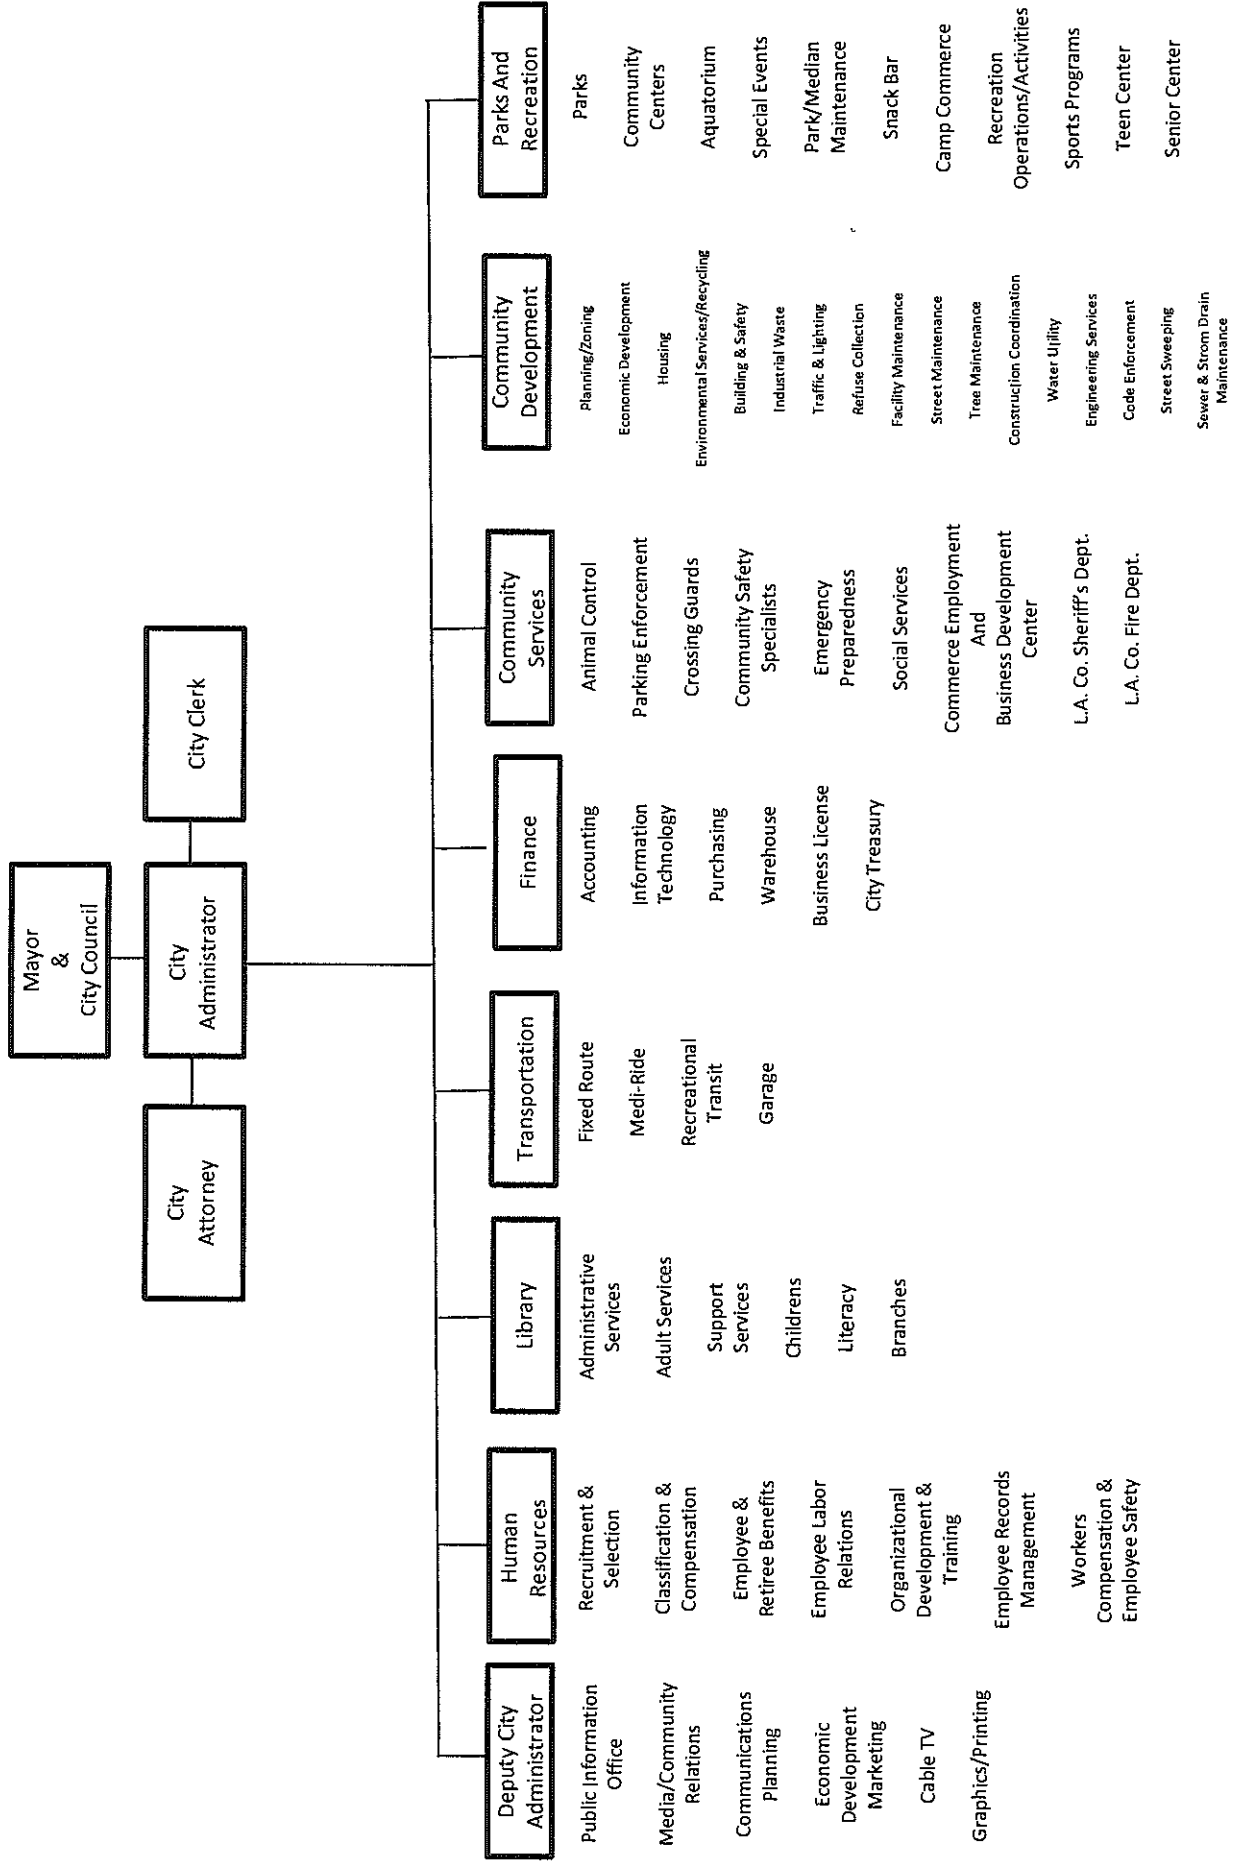 Mayor
&
City Council
City
Attorney
City
Administrator
City Clerk
Deputy City
Administrator
Public Information
Office
Media/Community
Relations
Communications
Planning
Economic
Development
Marketing
Cable TV
Graphics/Printing
Human
Resources
Recruitment &
Selection
Classification &
Compensation
Employee &
Retiree Benefits
Employee Labor
Relations
Organizational
Development &
Training
Employee Records
Management
Workers
Compensation &
Employee Safety
Library
Administrative
Services
Adult Services
Support
Services
Childrens
Literacy
Branches
Transportation
Fixed Route
Medi-Ride
Recreational
Transit
Garage
Finance
Accounting
Information
Technology
Purchasing
Warehouse
Business License
City Treasury
Community
Services
Animal Control
Parking Enforcement
Crossing Guards
Community Safety
Specialists
Emergency
Preparedness
Social Services
Commerce Employment
And
Business Development
Center
L.A. Co. Sheriff's Dept.
L.A. Co. Fire Dept.
Community
Development
Planning/Zoning
Economic Development
Housing
Environmental Services/Recycling
Building & Safety
Industrial Waste
Traffic & Lighting
Refuse Collection
Facility Maintenance
Street Maintenance
Tree Maintenance
Construction Coordination
Water Utility
Engineering Services
Code Enforcement
Street Sweeping
Sewer & Strom Drain
Maintenance
Parks And
Recreation
Parks
Community
Centers
Aquatorium
Special Events
Park/Median
Maintenance
Snack Bar
Camp Commerce
Recreation
Operations/Activities
Sports Programs
Teen Center
Senior Center